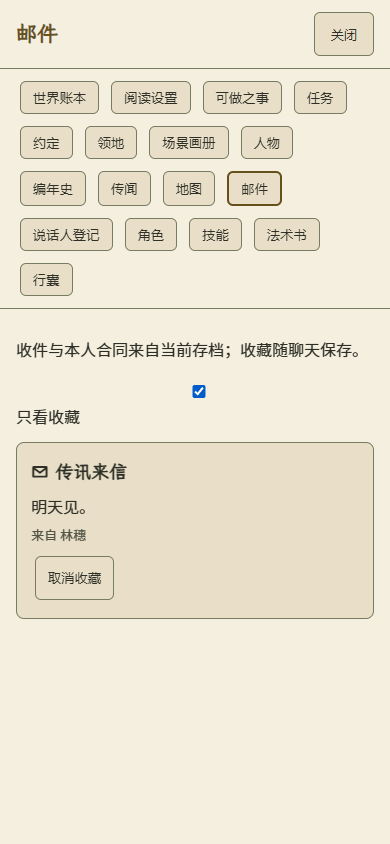 邮件
关闭
世界账本 阅读设置 可做之事 任务
约定 领地 场景画册 人物
编年史 传闻 地图 邮件
说话人登记 角色 技能 法术书
行囊
收件与本人合同来自当前存档；收藏随聊天保存。
只看收藏
传讯来信
明天见。
来自 林穗
取消收藏